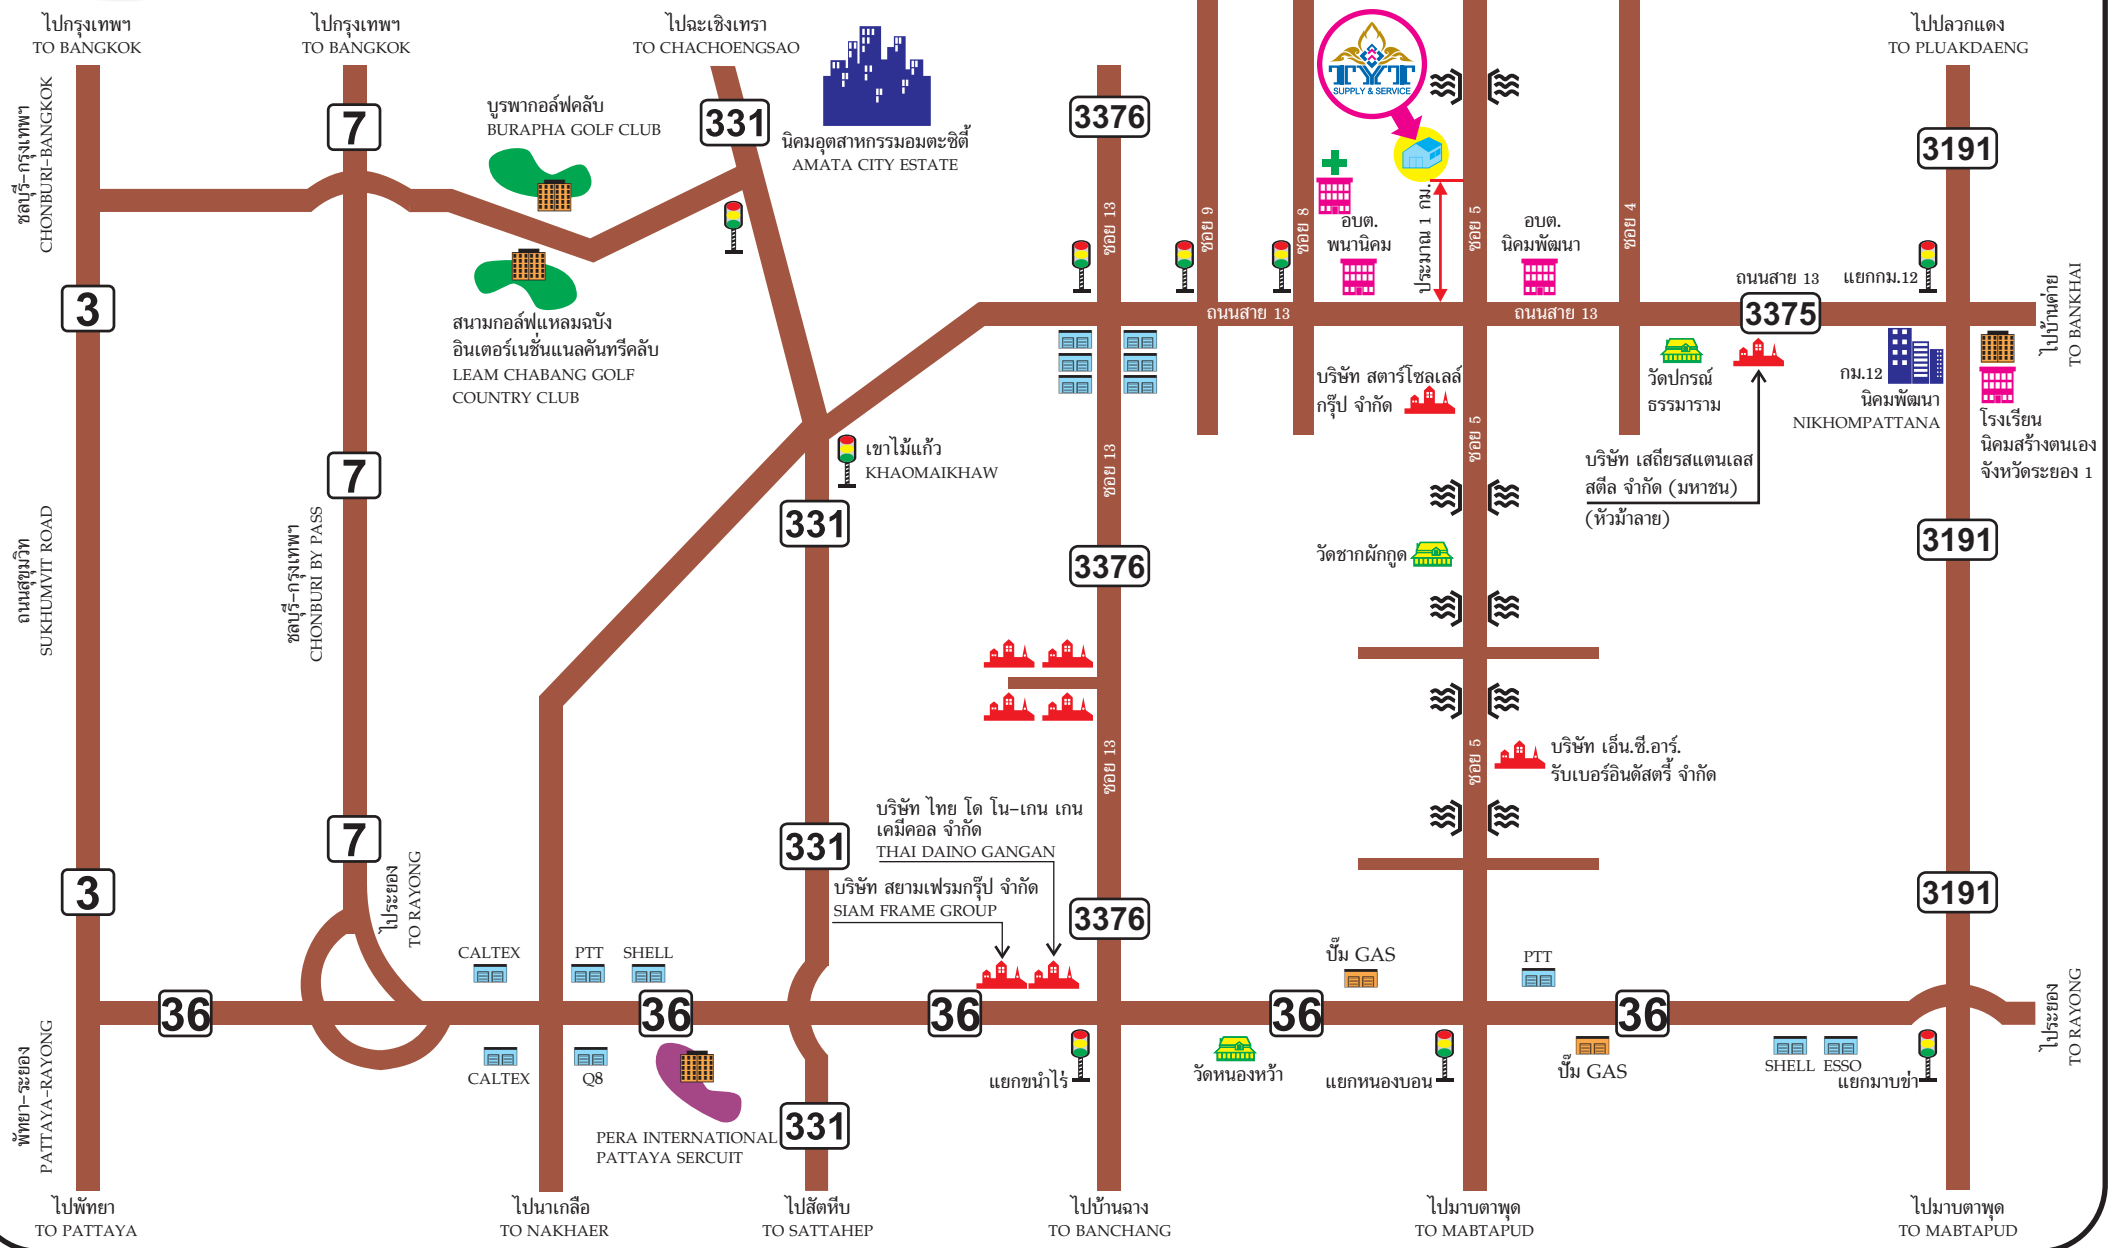 ไปกรุงเทพฯ
TO BANGKOK
ไปกรุงเทพฯ
TO BANGKOK
ไปฉะเชิงเทรา
TO CHACHOENGSAO
ไปปลวกแดง
TO PLUAKDAENG
TYT
SUPPLY & SERVICE
ชลบุรี-กรุงเทพฯ
CHONBURI-BANGKOK
7
บูรพากอล์ฟคลับ
BURAPHA GOLF CLUB
331
นิคมอุตสาหกรรมอมตะซิตี้
AMATA CITY ESTATE
3376
3191
ซอย 13
ซอย 9
ซอย 8
อบต.
พนานิคม
ประมาณ 1 กม.
ซอย 5
อบต.
นิคมพัฒนา
ซอย 4
ถนนสาย 13
แยกกม.12
3
ถนนสาย 13
ถนนสาย 13
3375
ไปบ้านค่าย
TO BANKHAI
สนามกอล์ฟแหลมฉบัง
อินเตอร์เนชั่นแนลคันทรีคลับ
LEAM CHABANG GOLF
COUNTRY CLUB
บริษัท สตาร์โซลเลล์
กรุ๊ป จำกัด
วัดปกรณ์
ธรรมาราม
กม.12
นิคมพัฒนา
NIKHOMPATTANA
โรงเรียน
นิคมสร้างตนเอง
จังหวัดระยอง 1
เขาไม้แก้ว
KHAOMAIKHAW
7
331
ซอย 13
ซอย 5
บริษัท เสถียรสแตนเลส
สตีล จำกัด (มหาชน)
(หัวม้าลาย)
ถนนสุขุมวิท
SUKHUMVIT ROAD
ชลบุรี-กรุงเทพฯ
CHONBURI BY PASS
3376
วัดชากผักกูด
3191
ซอย 13
ซอย 5
บริษัท เอ็น.ซี.อาร์.
รับเบอร์อินดัสตรี้ จำกัด
7
331
บริษัท ไทย โด โน-เกน เกน
เคมีคอล จำกัด
THAI DAINO GANGAN
บริษัท สยามเฟรมกรุ๊ป จำกัด
SIAM FRAME GROUP
3
ไประยอง
TO RAYONG
3376
3191
CALTEX
PTT
SHELL
ปั๊ม GAS
PTT
36
36
36
36
36
ไประยอง
TO RAYONG
พัทยา-ระยอง
PATTAYA-RAYONG
CALTEX
Q8
แยกขนำไร่
วัดหนองหว้า
แยกหนองบอน
ปั๊ม GAS
SHELL
ESSO
แยกมาบข่า
PERA INTERNATIONAL
PATTAYA SERCUIT
331
ไปพัทยา
TO PATTAYA
ไปนาเกลือ
TO NAKHAER
ไปสัตหีบ
TO SATTAHEP
ไปบ้านฉาง
TO BANCHANG
ไปมาบตาพุด
TO MABTAPUD
ไปมาบตาพุด
TO MABTAPUD